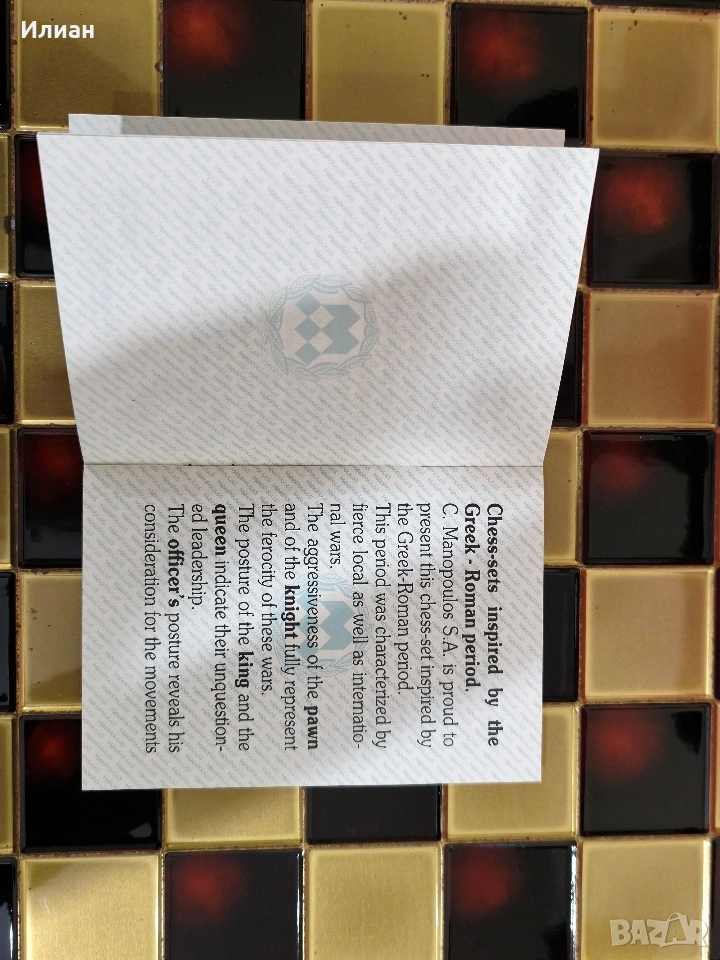 Илиан
Chess-sets inspired by the
Greek - Roman period.
C. Manopoulos S.A. is proud to
present this chess-set inspired by
the Greek-Roman period.
This period was characterized by
fierce local as well as internatio-
nal wars.
The aggressiveness of the pawn
and of the knight fully represent
the ferocity of these wars.
The posture of the king and the
queen indicate their unquestion-
ed leadership.
The officer's posture reveals his
consideration for the movements
BAZAR